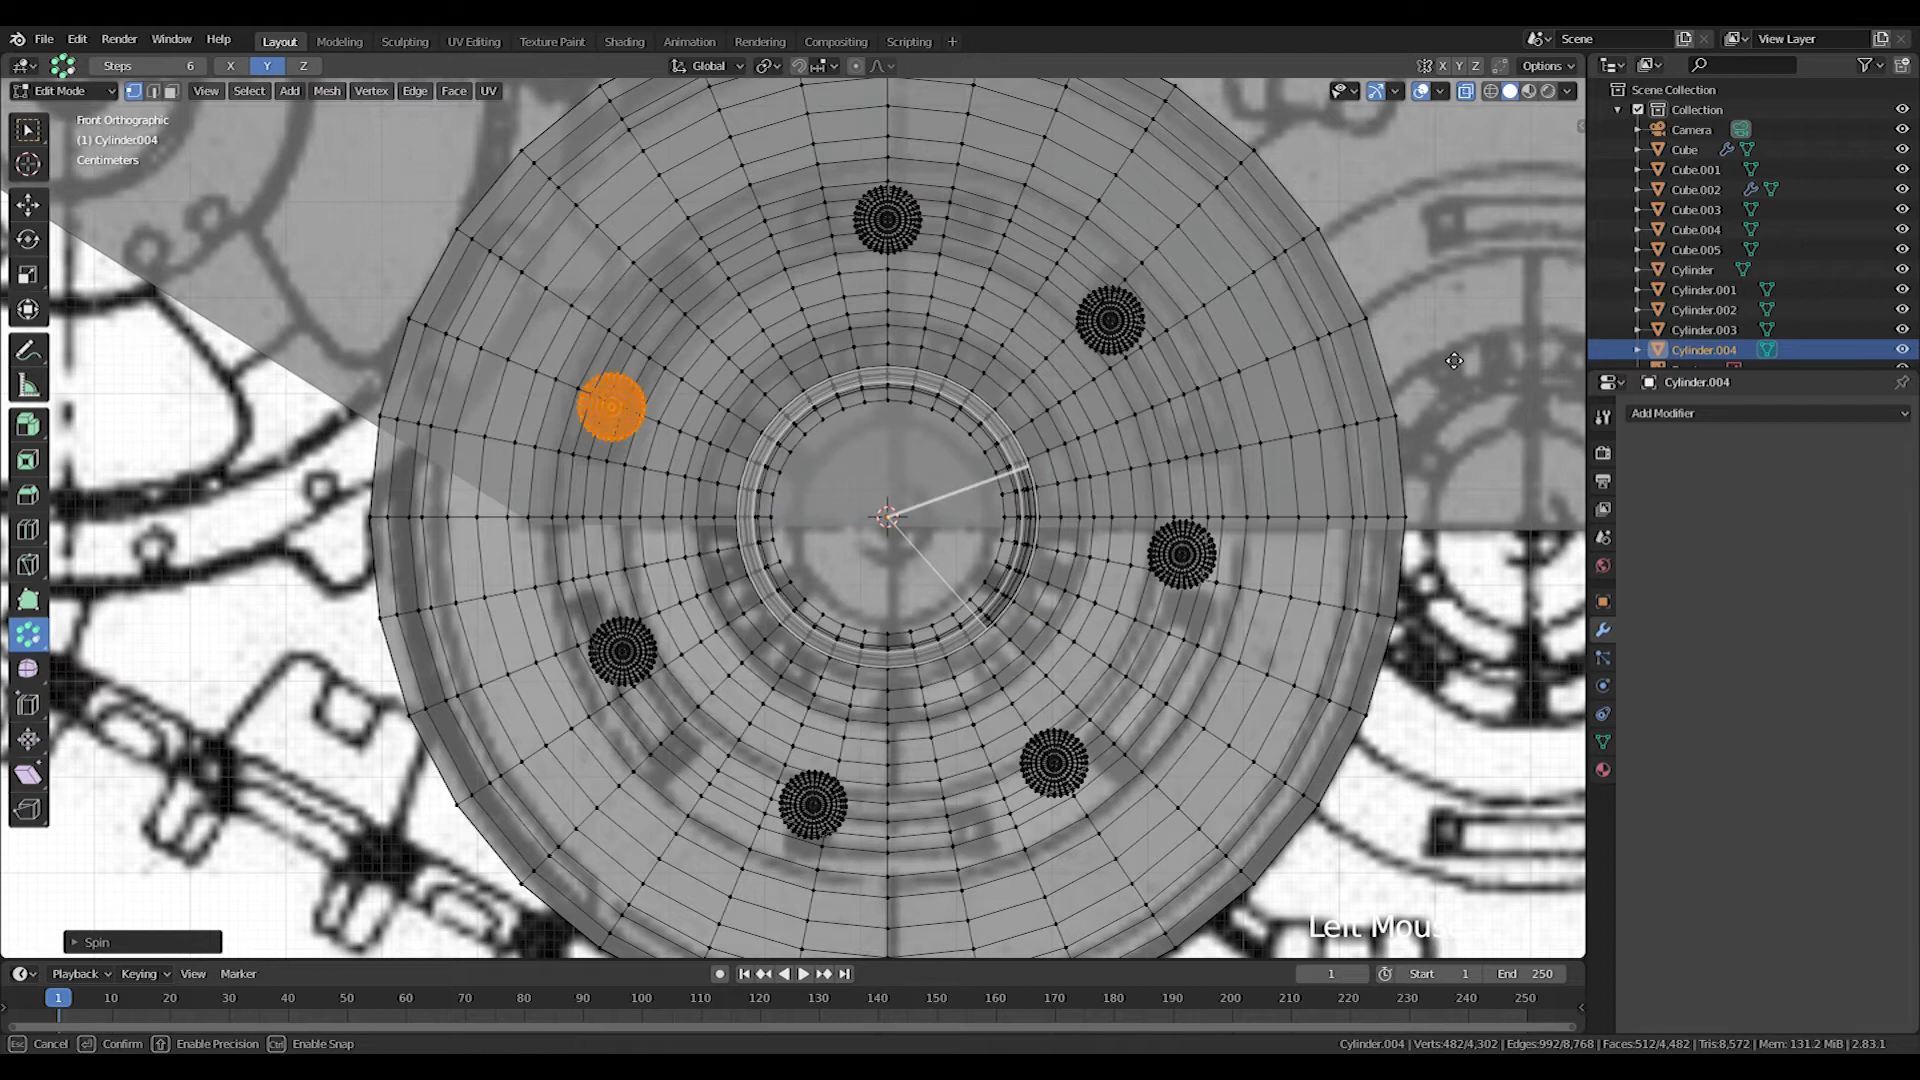 File Edit Render Window Help Layout Modeling Sculpting UV Editing Texture Paint Shading Animation Rendering Compositing Scripting + Scene View Layer
Steps 6 X Y Z Global X Y Z Options
Edit Mode View Select Add Mesh Vertex Edge Face UV
Front Orthographic
(1) Cylinder.004
Centimeters
Scene Collection
Collection
Camera
Cube
Cube.001
Cube.002
Cube.003
Cube.004
Cube.005
Cylinder
Cylinder.001
Cylinder.002
Cylinder.003
Cylinder.004
Cylinder.004
Add Modifier
Left Mouse
Spin
Playback Keying View Marker 1 Start 1 End 250
1 10 20 30 40 50 60 70 80 90 100 110 120 130 140 150 160 170 180 190 200 210 220 230 240 250
Esc Cancel Confirm Enable Precision Ctrl Enable Snap Cylinder.004 | Verts:482/4,302 | Edges:992/8,768 | Faces:512/4,482 | Tris:8,572 | Mem: 131.2 MiB | 2.83.1